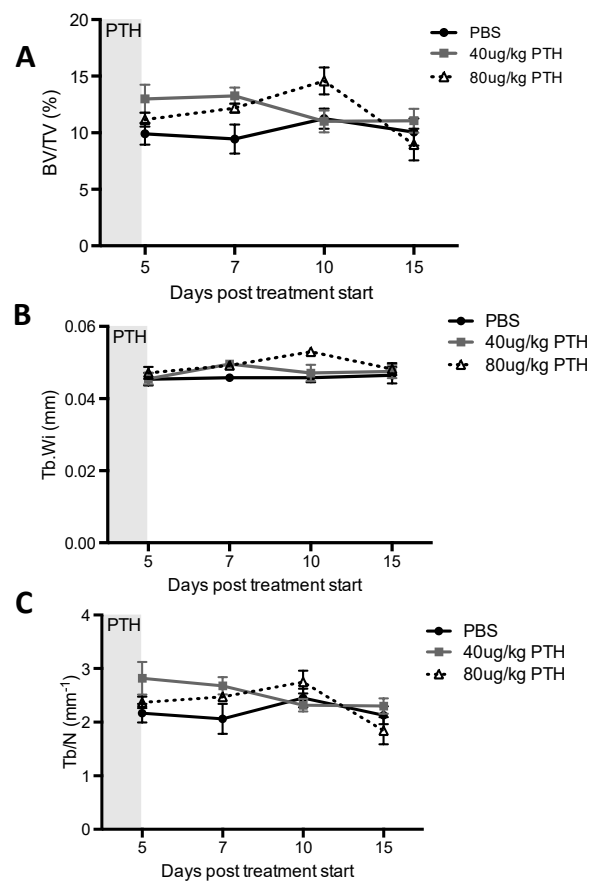 A
PTH
PBS
40ug/kg PTH
80ug/kg PTH
BV/TV (%)
20
15
10
5
0
5 7 10 15
Days post treatment start
B
PTH
PBS
40ug/kg PTH
80ug/kg PTH
Tb.Wi (mm)
0.06
0.04
0.02
0.00
5 7 10 15
Days post treatment start
C
PTH
PBS
40ug/kg PTH
80ug/kg PTH
Tb/N (mm⁻¹)
4
3
2
1
0
5 7 10 15
Days post treatment start